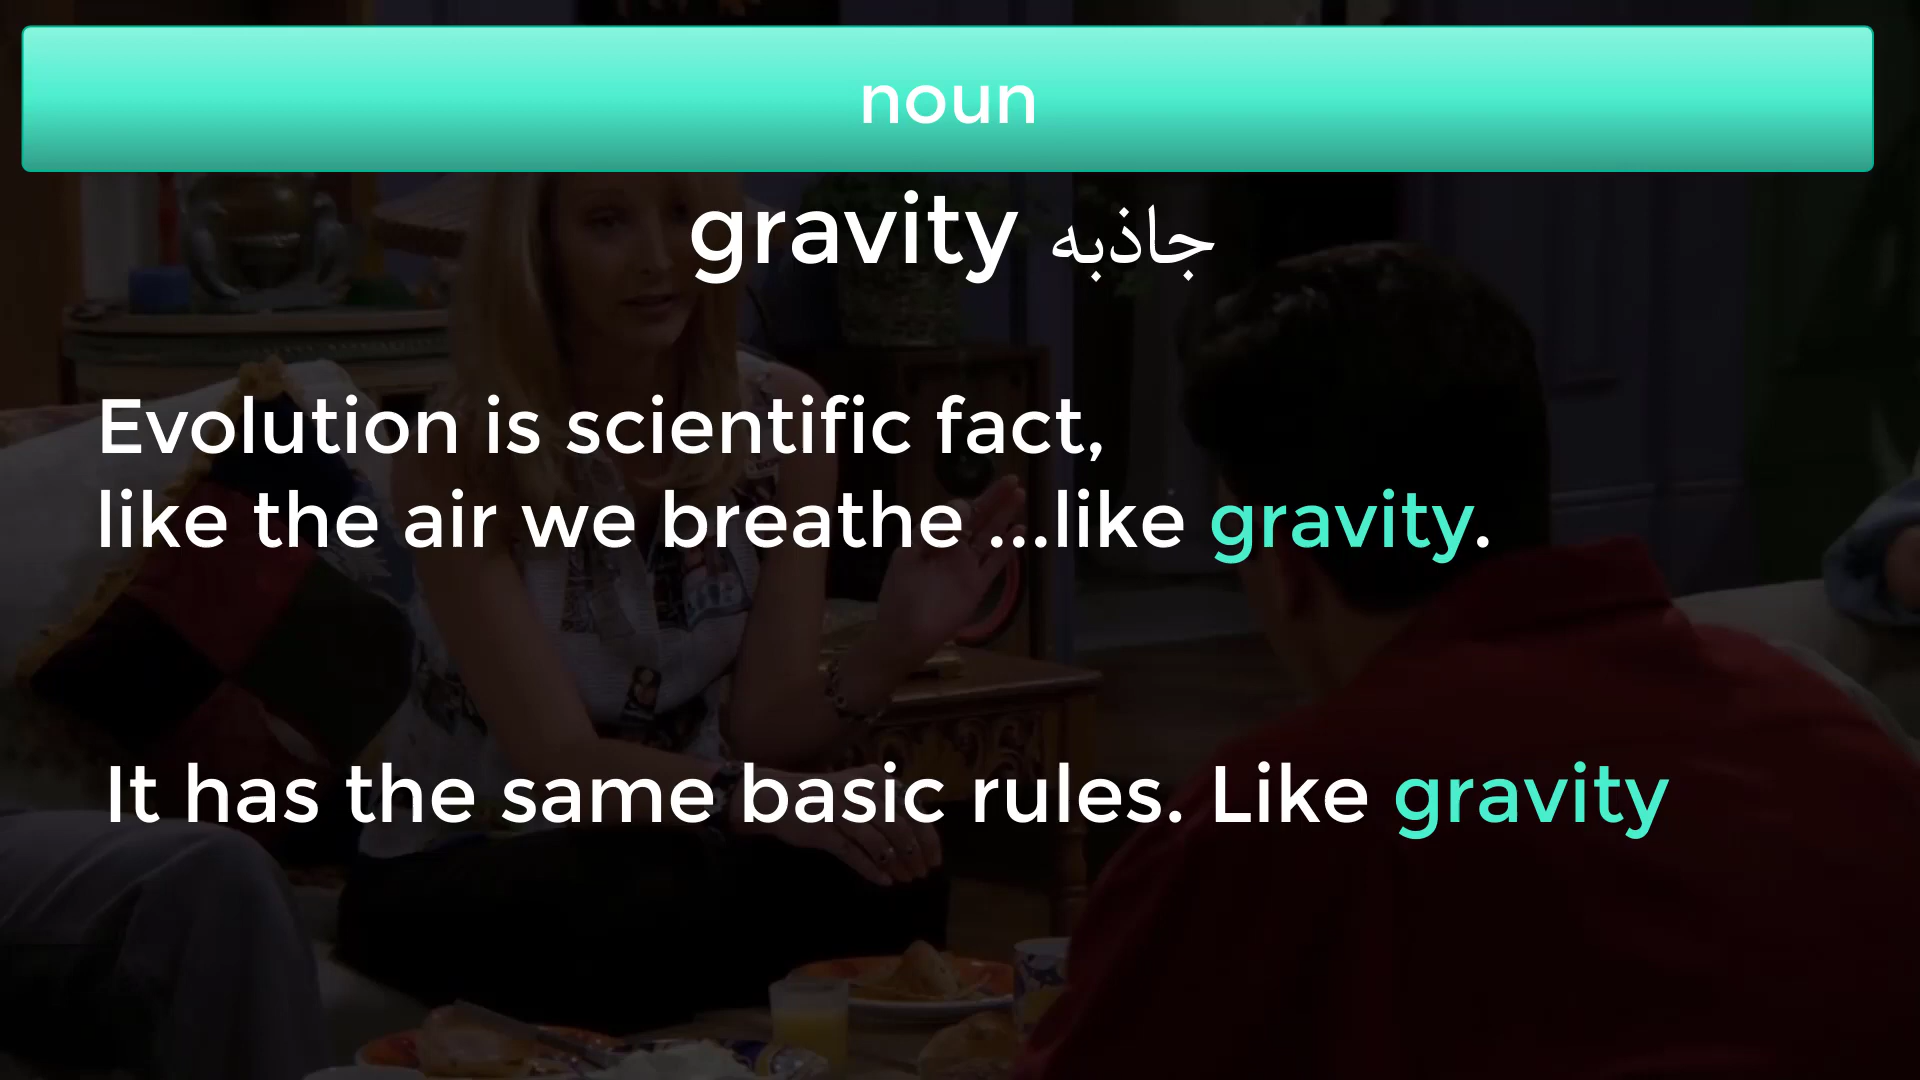 noun
gravity جاذبه
Evolution is scientific fact,
like the air we breathe ...like gravity.
It has the same basic rules. Like gravity